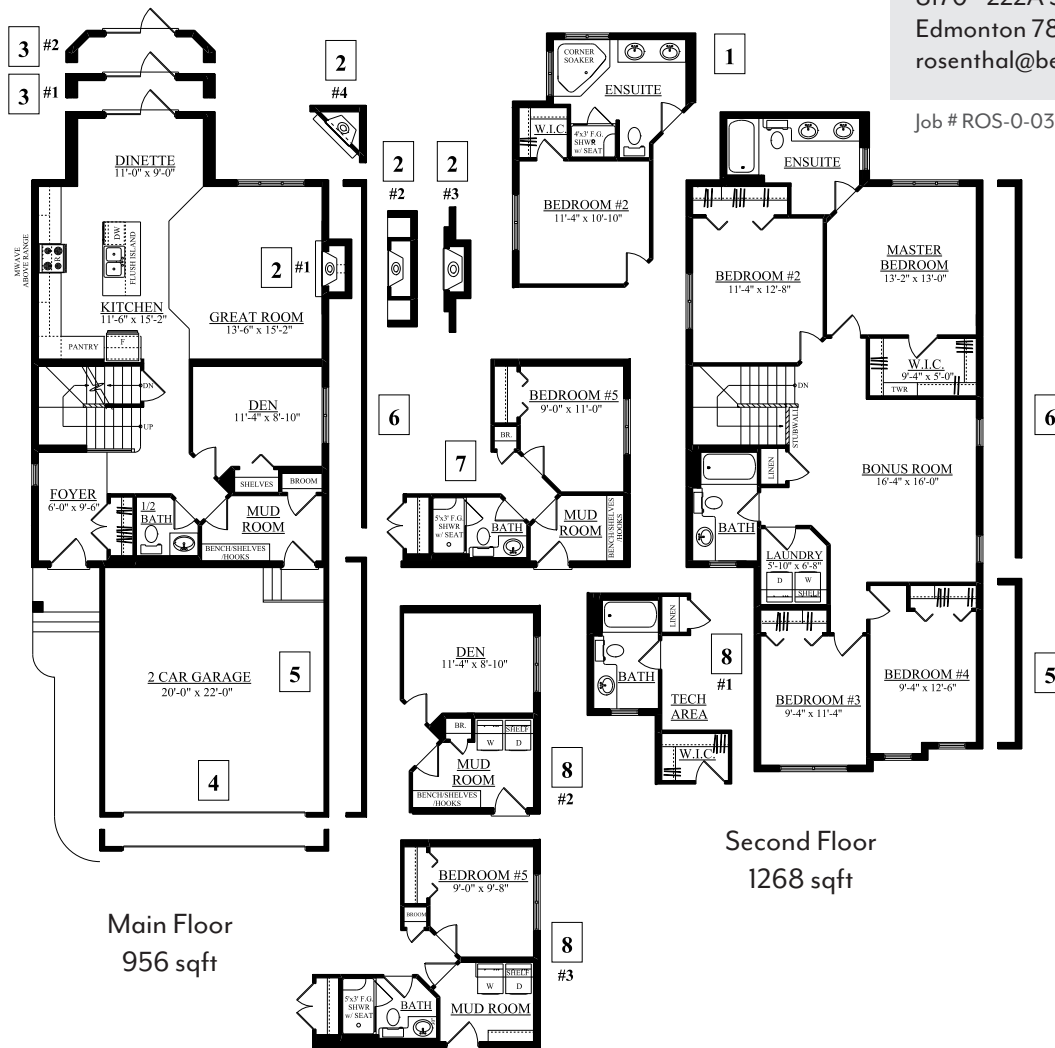 8170 - 222A S
Edmonton 78
rosenthal@be
Job # ROS-0-03
3 #2
3 #1
2
#4
DINETTE
11'-0" x 9'-0"
MWAVE
ABOVE RANGE
R
DW
FLUSH ISLAND
KITCHEN
11'-6" x 15'-2"
PANTRY
F
2 #1
GREAT ROOM
13'-6" x 15'-2"
2
#2
2
#3
DN
UP
DEN
11'-4" x 8'-10"
SHELVES
BROOM
FOYER
6'-0" x 9'-6"
1/2
BATH
MUD
ROOM
BENCH/SHELVES
/HOOKS
2 CAR GARAGE
20'-0" x 22'-0"
5
4
6
Main Floor
956 sqft
CORNER
SOAKER
ENSUITE
1
W.I.C.
4'x3' F.G.
SHWR
w/ SEAT
BEDROOM #2
11'-4" x 10'-10"
BEDROOM #5
9'-0" x 11'-0"
BR.
7
5'x3' F.G.
SHWR
w/ SEAT
BATH
MUD
ROOM
BENCH/SHELVES
/HOOKS
DEN
11'-4" x 8'-10"
BR.
W
SHELF
D
MUD
ROOM
BENCH/SHELVES
/HOOKS
8
#2
BEDROOM #5
9'-0" x 9'-8"
BROOM
W
SHELF
D
5'x3' F.G.
SHWR
w/ SEAT
BATH
MUD ROOM
8
#3
BATH
LINEN
TECH
AREA
W.I.C.
8
#1
ENSUITE
BEDROOM #2
11'-4" x 12'-8"
MASTER
BEDROOM
13'-2" x 13'-0"
W.I.C.
9'-4" x 5'-0"
TWR
DN
STUBWALL
LINEN
BONUS ROOM
16'-4" x 16'-0"
BATH
LAUNDRY
5'-10" x 6'-8"
D
W
SHELF
BEDROOM #3
9'-4" x 11'-4"
BEDROOM #4
9'-4" x 12'-6"
6
5
Second Floor
1268 sqft